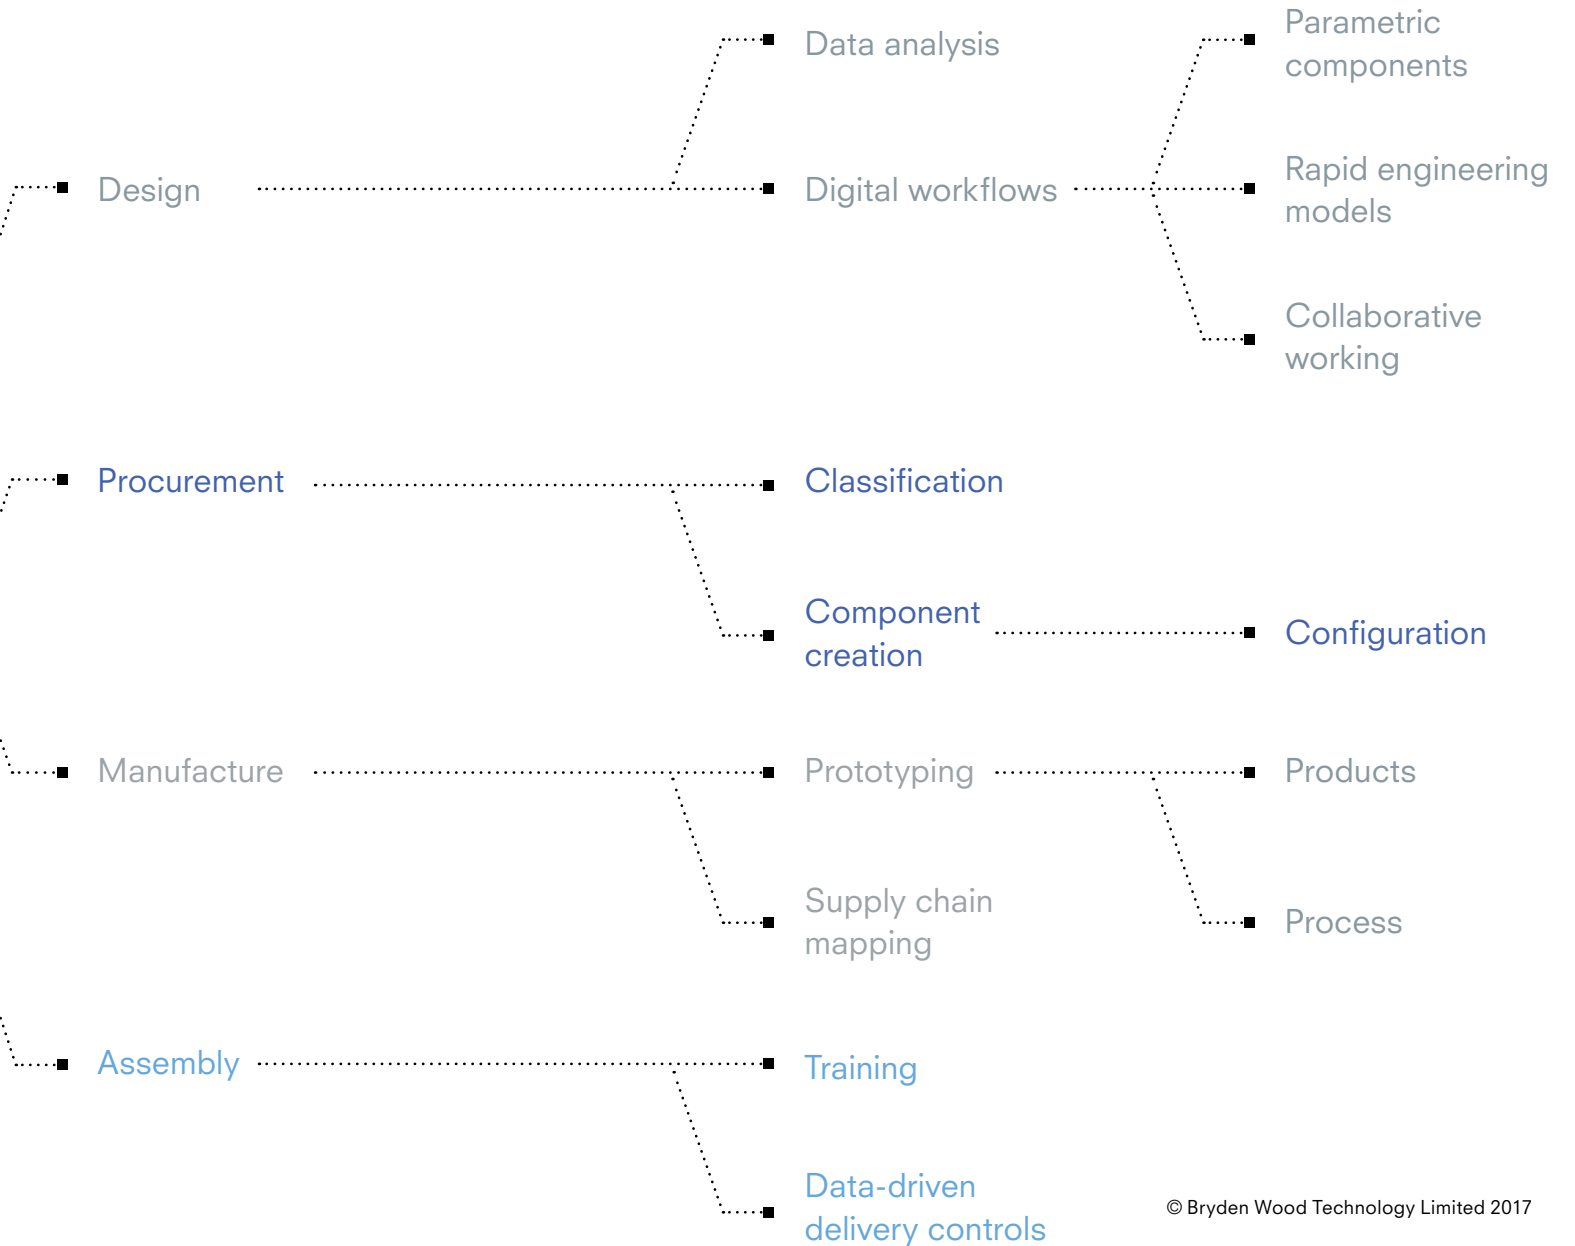 Data analysis
Parametric
components
Design
Digital workflows
Rapid engineering
models
Collaborative
working
Procurement
Classification
Component
creation
Configuration
Manufacture
Prototyping
Products
Supply chain
mapping
Process
Assembly
Training
Data-driven
delivery controls
© Bryden Wood Technology Limited 2017